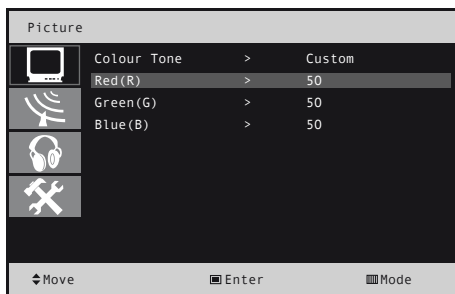 Picture
Colour Tone > Custom
Red(R) > 50
Green(G) > 50
Blue(B) > 50
Move Enter Mode